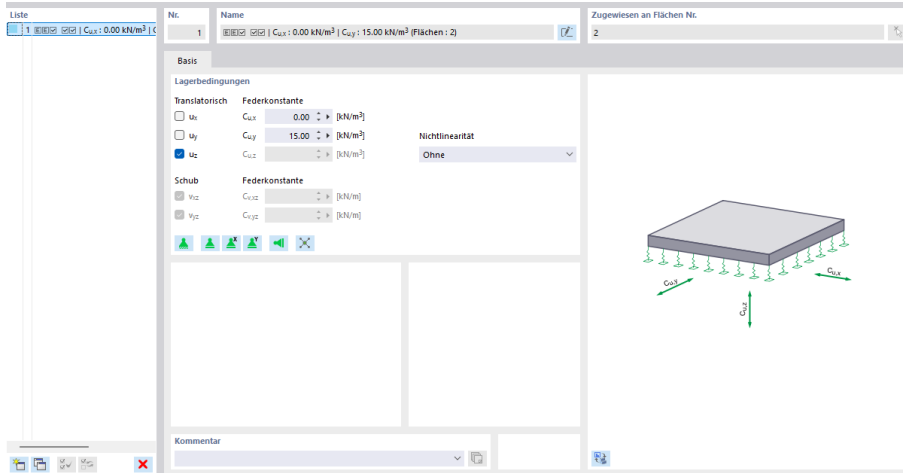 Liste
1 | Cu,x : 0.00 kN/m³ | C
Nr.
1
Name
| Cu,x : 0.00 kN/m³ | Cu,y : 15.00 kN/m³ (Flächen : 2)
Zugewiesen an Flächen Nr.
2
Basis
Lagerbedingungen
Translatorisch Federkonstante
ux Cu,x 0.00 [kN/m³]
uy Cu,y 15.00 [kN/m³] Nichtlinearität
uz Cu,z [kN/m³] Ohne
Schub Federkonstante
vxz Cv,xz [kN/m]
vyz Cv,yz [kN/m]
X Y
Cu,y
Cu,x
Cu,z
Kommentar